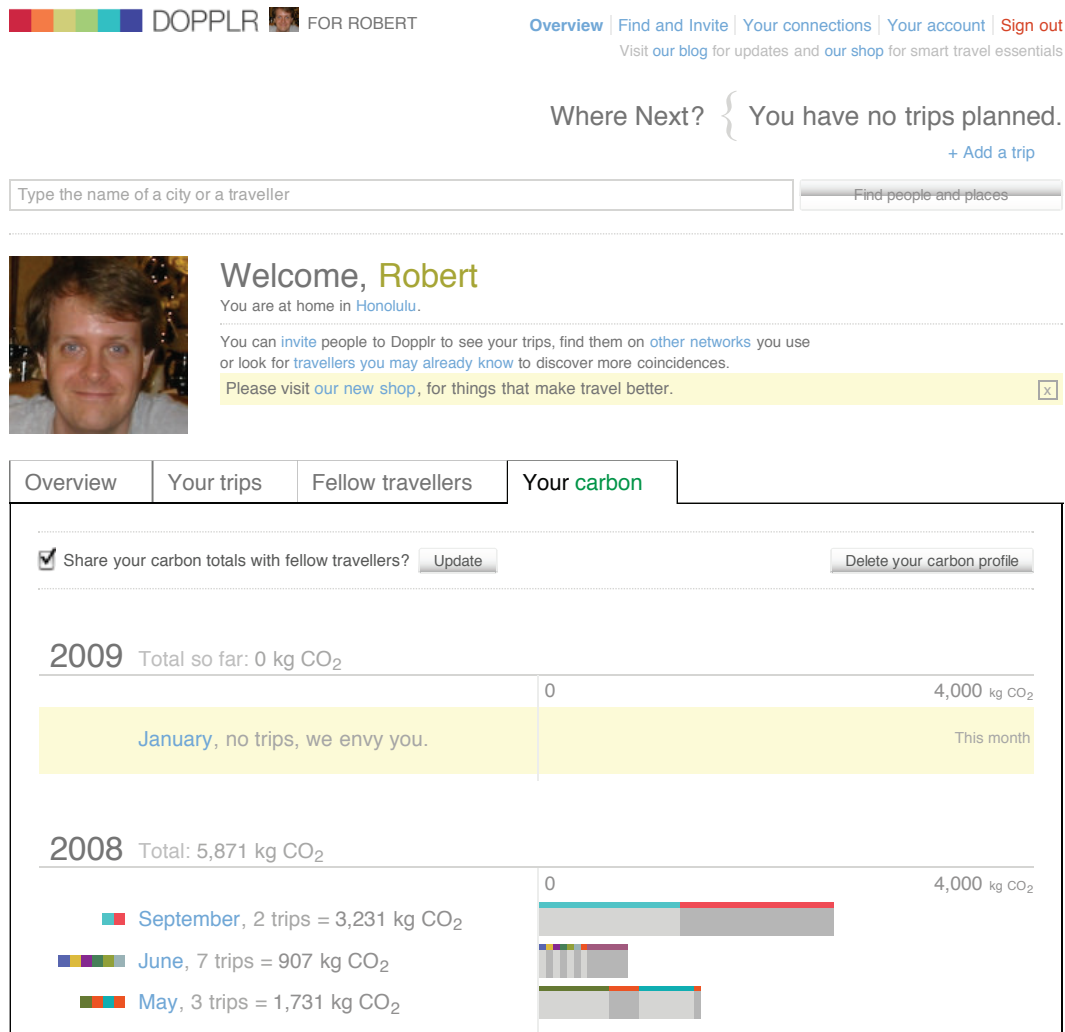 DOPPLR FOR ROBERT
Overview Find and Invite Your connections Your account Sign out
Visit our blog for updates and our shop for smart travel essentials
Where Next? { You have no trips planned.
+ Add a trip
Type the name of a city or a traveller Find people and places
Welcome, Robert
You are at home in Honolulu.
You can invite people to Dopplr to see your trips, find them on other networks you use
or look for travellers you may already know to discover more coincidences.
Please visit our new shop, for things that make travel better. x
Overview Your trips Fellow travellers Your carbon
Share your carbon totals with fellow travellers? Update Delete your carbon profile
2009 Total so far: 0 kg CO2
0 4,000 kg CO2
January, no trips, we envy you. This month
2008 Total: 5,871 kg CO2
0 4,000 kg CO2
September, 2 trips = 3,231 kg CO2
June, 7 trips = 907 kg CO2
May, 3 trips = 1,731 kg CO2